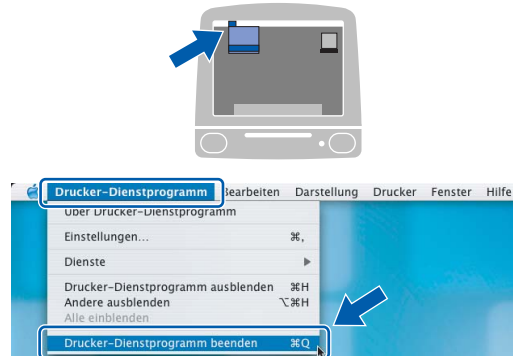 Drucker-Dienstprogramm Bearbeiten Darstellung Drucker Fenster Hilfe
Über Drucker-Dienstprogramm
Einstellungen... ⌘,
Dienste ▶
Drucker-Dienstprogramm ausblenden ⌘H
Andere ausblenden ⌥⌘H
Alle einblenden
Drucker-Dienstprogramm beenden ⌘Q